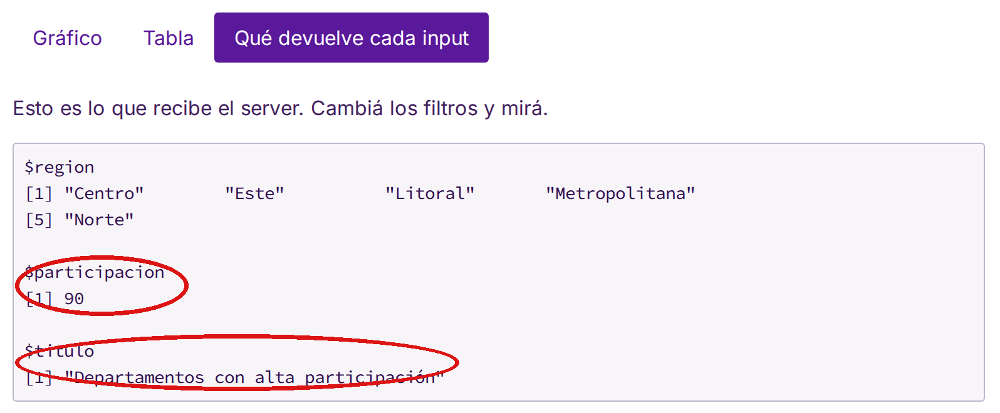 Gráfico Tabla Qué devuelve cada input
Esto es lo que recibe el server. Cambiá los filtros y mirá.
$region
[1] "Centro" "Este" "Litoral" "Metropolitana"
[5] "Norte"
$participacion
[1] 90
$titulo
[1] "Departamentos con alta participación"